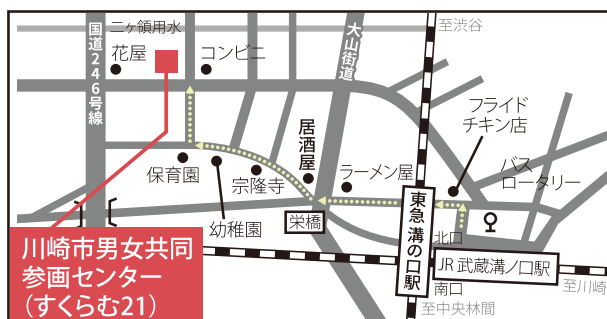 二ヶ領用水
至渋谷
国道246号線
花屋
コンビニ
大山街道
フライド
チキン店
居酒屋
保育園
宗隆寺
ラーメン屋
バス
ロータリー
幼稚園
栄橋
東急 溝の口駅
北口
JR 武蔵溝ノ口駅
南口
至川崎
至中央林間
川崎市男女共同
参画センター
(すくらむ21)